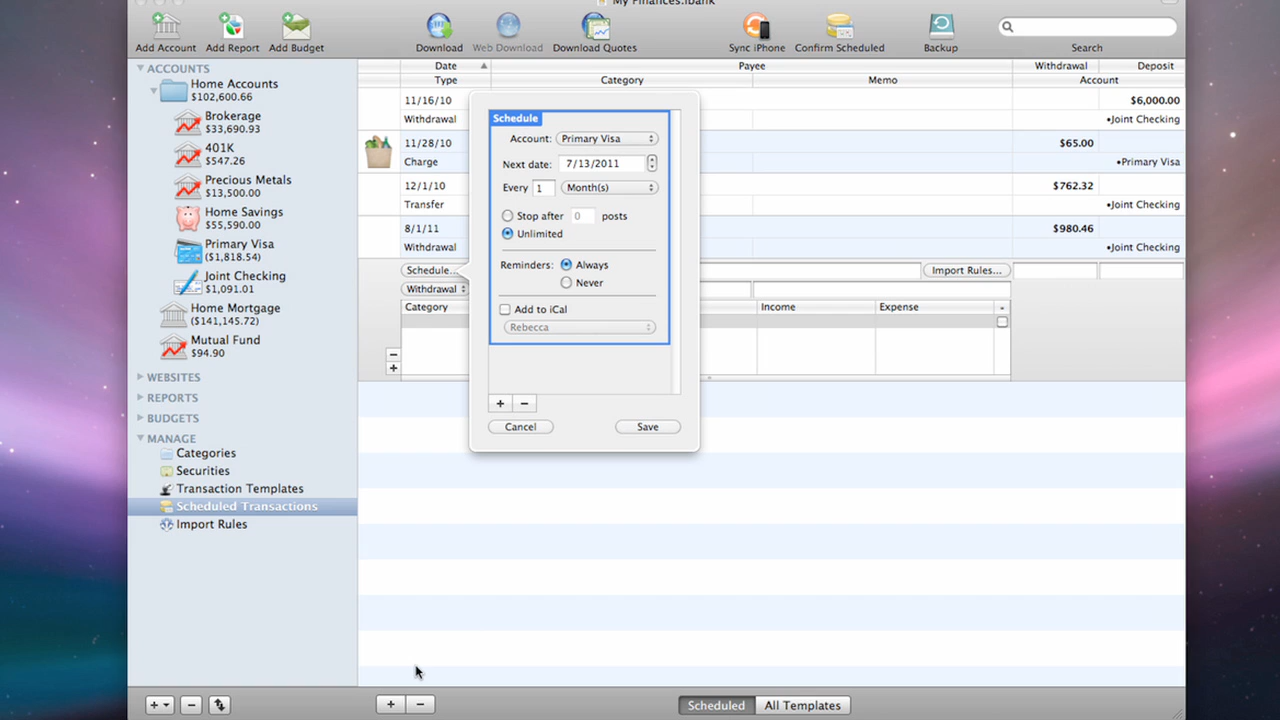 My Finances.ibank
Add Account Add Report Add Budget Download Web Download Download Quotes Sync iPhone Confirm Scheduled Backup Search
ACCOUNTS
Home Accounts
$102,600.66
Brokerage
$33,690.93
401K
$547.26
Precious Metals
$13,500.00
Home Savings
$55,590.00
Primary Visa
($1,818.54)
Joint Checking
$1,091.01
Home Mortgage
($141,145.72)
Mutual Fund
$94.90
WEBSITES
REPORTS
BUDGETS
MANAGE
Categories
Securities
Transaction Templates
Scheduled Transactions
Import Rules
Date Payee Withdrawal Deposit
Type Category Memo Account
11/16/10 $6,000.00
Withdrawal •Joint Checking
11/28/10 $65.00
Charge •Primary Visa
12/1/10 $762.32
Transfer •Joint Checking
8/1/11 $980.46
Withdrawal •Joint Checking
Schedule... Import Rules...
Withdrawal
Category Income Expense
Schedule
Account: Primary Visa
Next date: 7/13/2011
Every 1 Month(s)
Stop after 0 posts
Unlimited
Reminders: Always
Never
Add to iCal
Rebecca
+ −
Cancel Save
Scheduled All Templates